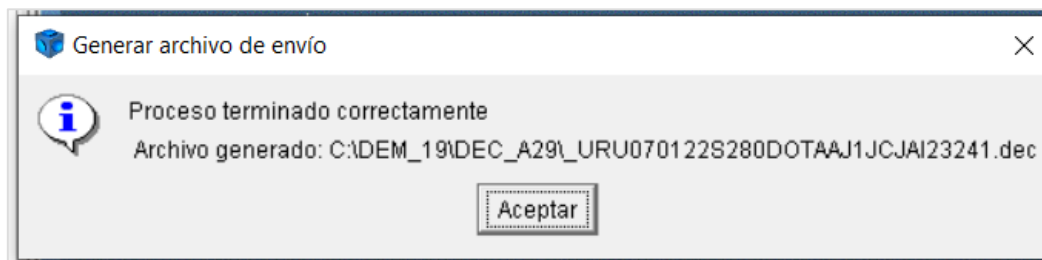 Generar archivo de envío
Proceso terminado correctamente
Archivo generado: C:\DEM_19\DEC_A29\_URU070122S280DOTAAJ1JCJAI23241.dec
Aceptar